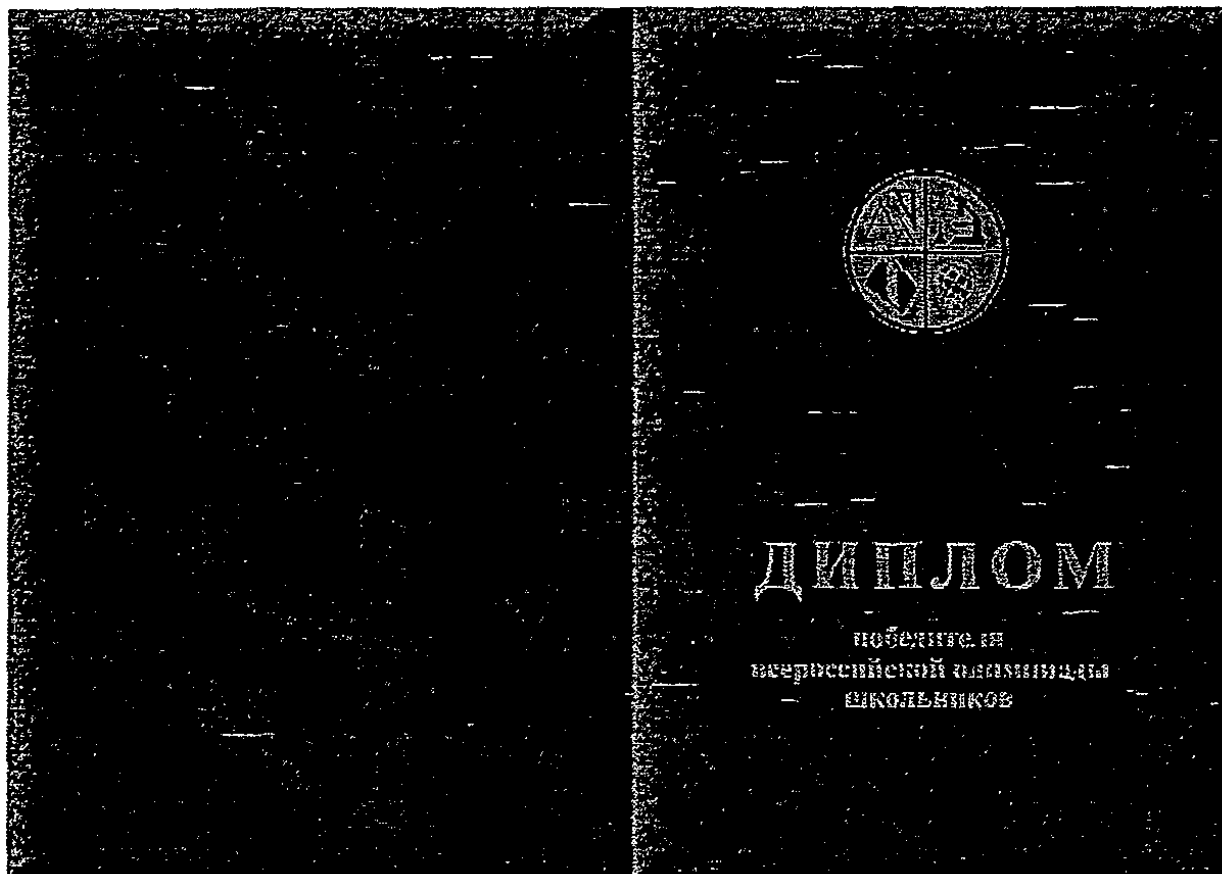 ДИПЛОМ
победителя
всероссийской олимпиады
школьников